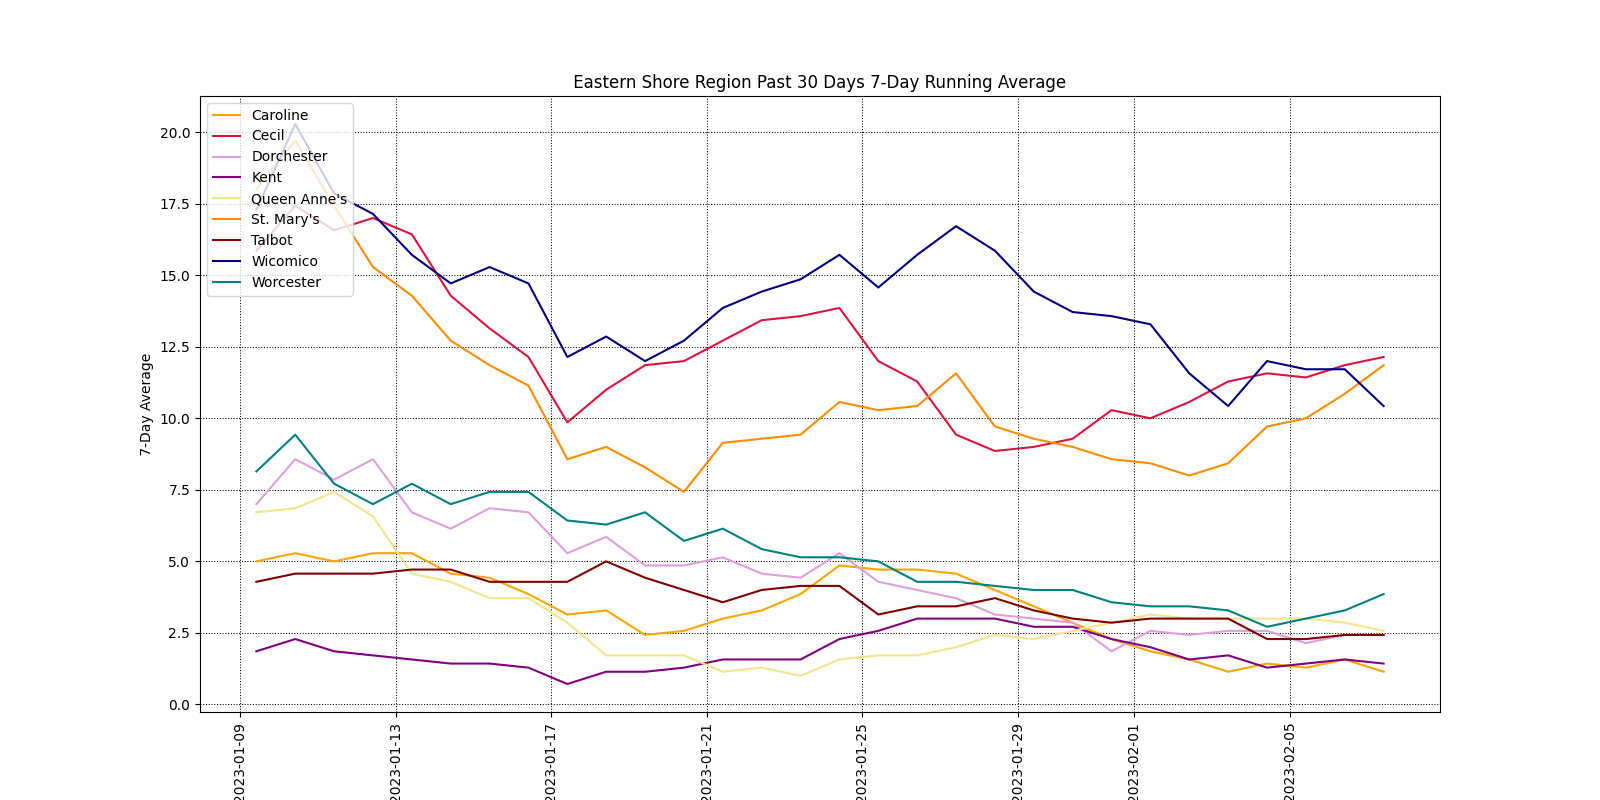 Eastern Shore Region Past 30 Days 7-Day Running Average
Caroline
Cecil
Dorchester
Kent
Queen Anne's
St. Mary's
Talbot
Wicomico
Worcester
7-Day Average
20.0
17.5
15.0
12.5
10.0
7.5
5.0
2.5
0.0
2023-01-09
2023-01-13
2023-01-17
2023-01-21
2023-01-25
2023-01-29
2023-02-01
2023-02-05